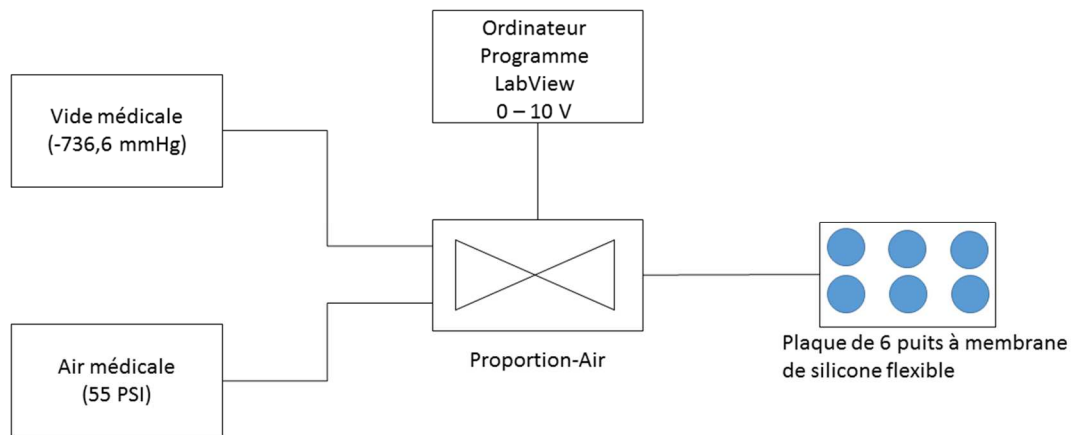 Ordinateur
Programme
LabView
0 – 10 V
Vide médicale
(-736,6 mmHg)
Air médicale
(55 PSI)
Proportion-Air
Plaque de 6 puits à membrane
de silicone flexible